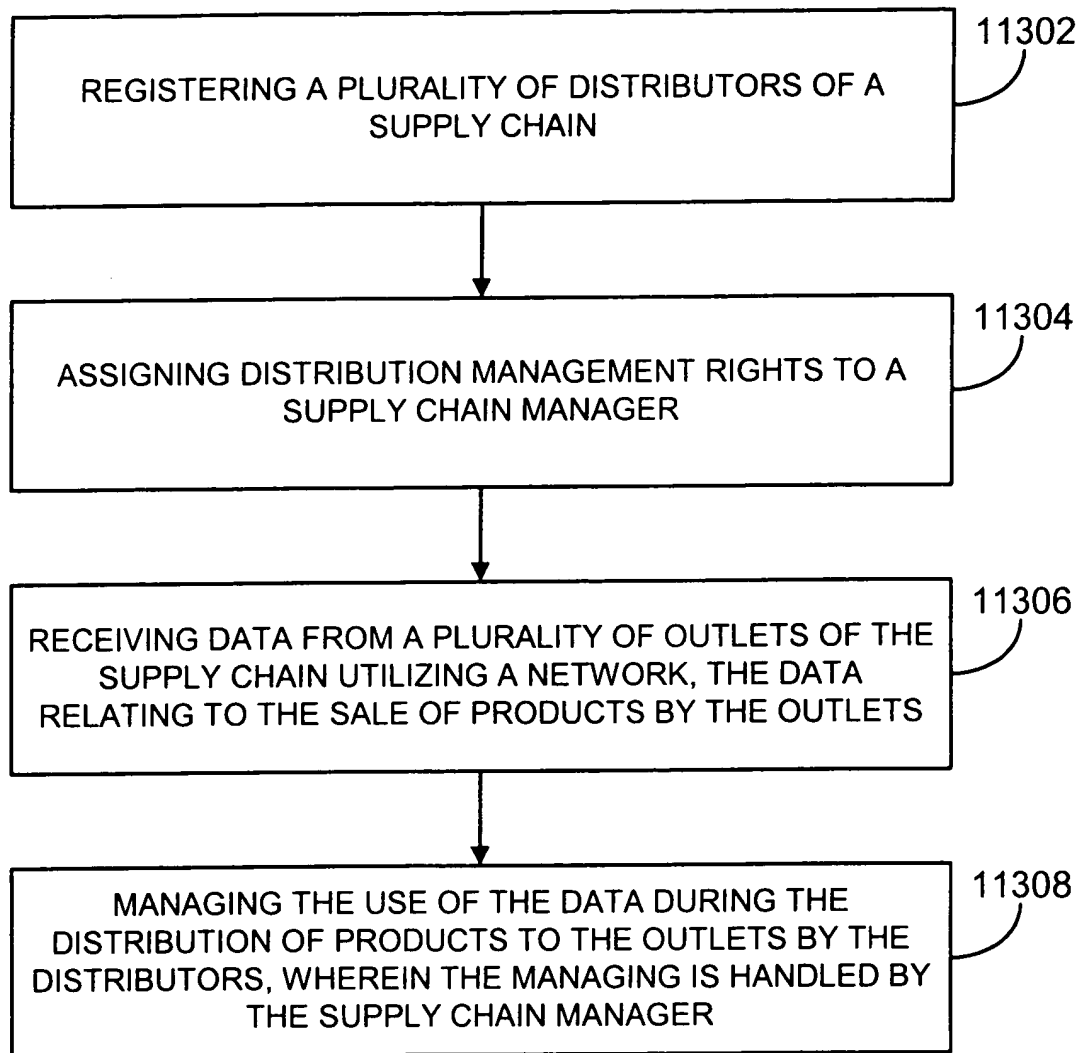 11302
REGISTERING A PLURALITY OF DISTRIBUTORS OF A
SUPPLY CHAIN
11304
ASSIGNING DISTRIBUTION MANAGEMENT RIGHTS TO A
SUPPLY CHAIN MANAGER
11306
RECEIVING DATA FROM A PLURALITY OF OUTLETS OF THE
SUPPLY CHAIN UTILIZING A NETWORK, THE DATA
RELATING TO THE SALE OF PRODUCTS BY THE OUTLETS
11308
MANAGING THE USE OF THE DATA DURING THE
DISTRIBUTION OF PRODUCTS TO THE OUTLETS BY THE
DISTRIBUTORS, WHEREIN THE MANAGING IS HANDLED BY
THE SUPPLY CHAIN MANAGER